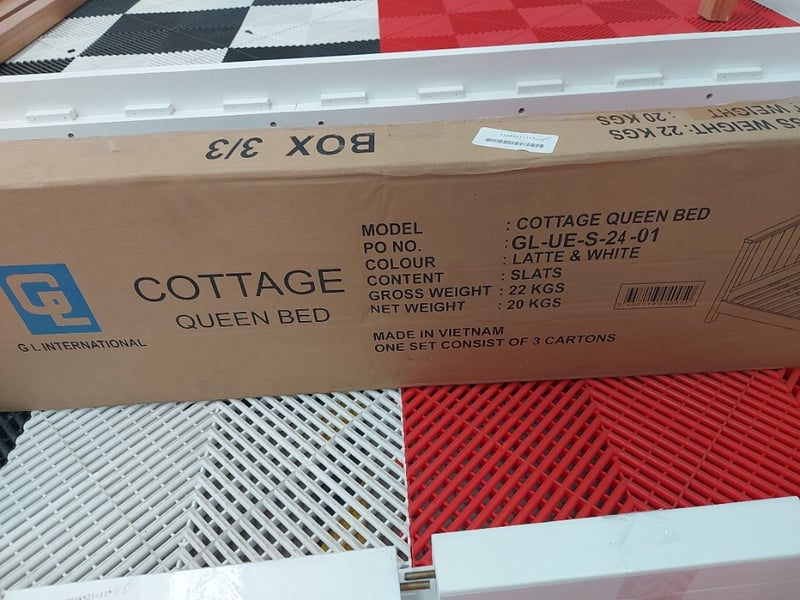 BOX 3/3
SS WEIGHT: 22 KGS
T WEIGHT : 20 KGS
GL
G L INTERNATIONAL
COTTAGE
QUEEN BED
MODEL : COTTAGE QUEEN BED
PO NO. : GL-UE-S-24-01
COLOUR : LATTE & WHITE
CONTENT : SLATS
GROSS WEIGHT : 22 KGS
NET WEIGHT : 20 KGS
MADE IN VIETNAM
ONE SET CONSIST OF 3 CARTONS